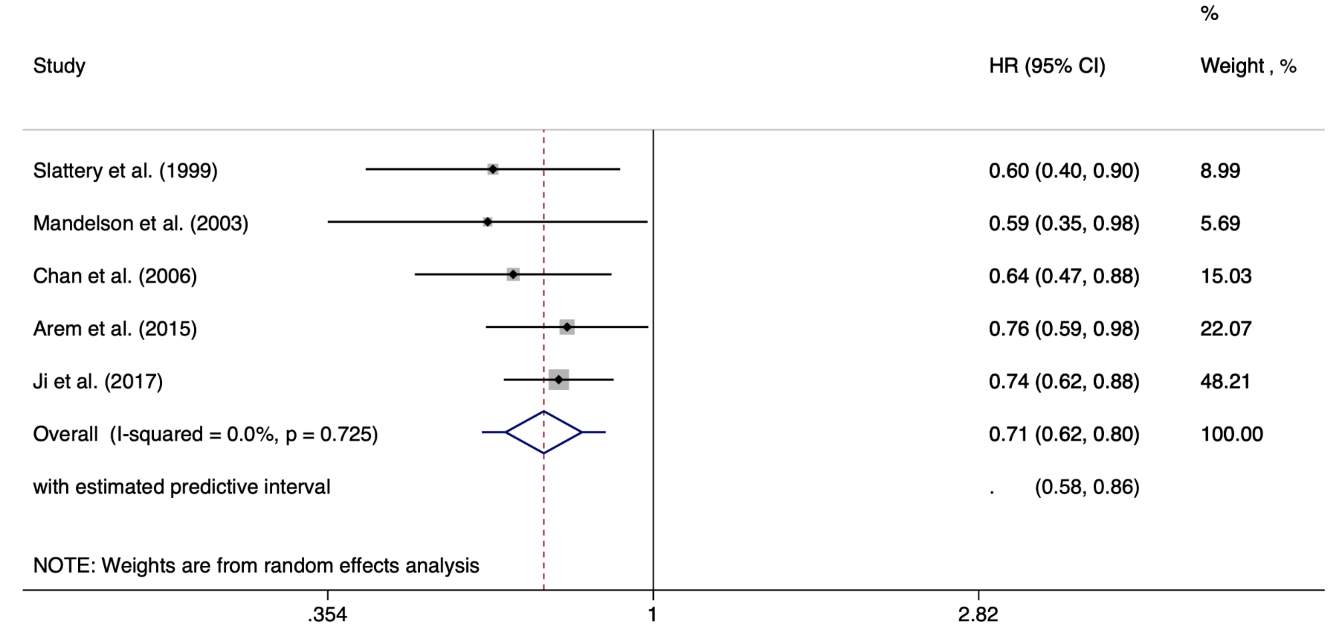 %
Study HR (95% CI) Weight , %
Slattery et al. (1999) 0.60 (0.40, 0.90) 8.99
Mandelson et al. (2003) 0.59 (0.35, 0.98) 5.69
Chan et al. (2006) 0.64 (0.47, 0.88) 15.03
Arem et al. (2015) 0.76 (0.59, 0.98) 22.07
Ji et al. (2017) 0.74 (0.62, 0.88) 48.21
Overall (I-squared = 0.0%, p = 0.725) 0.71 (0.62, 0.80) 100.00
with estimated predictive interval . (0.58, 0.86)
NOTE: Weights are from random effects analysis
.354 1 2.82